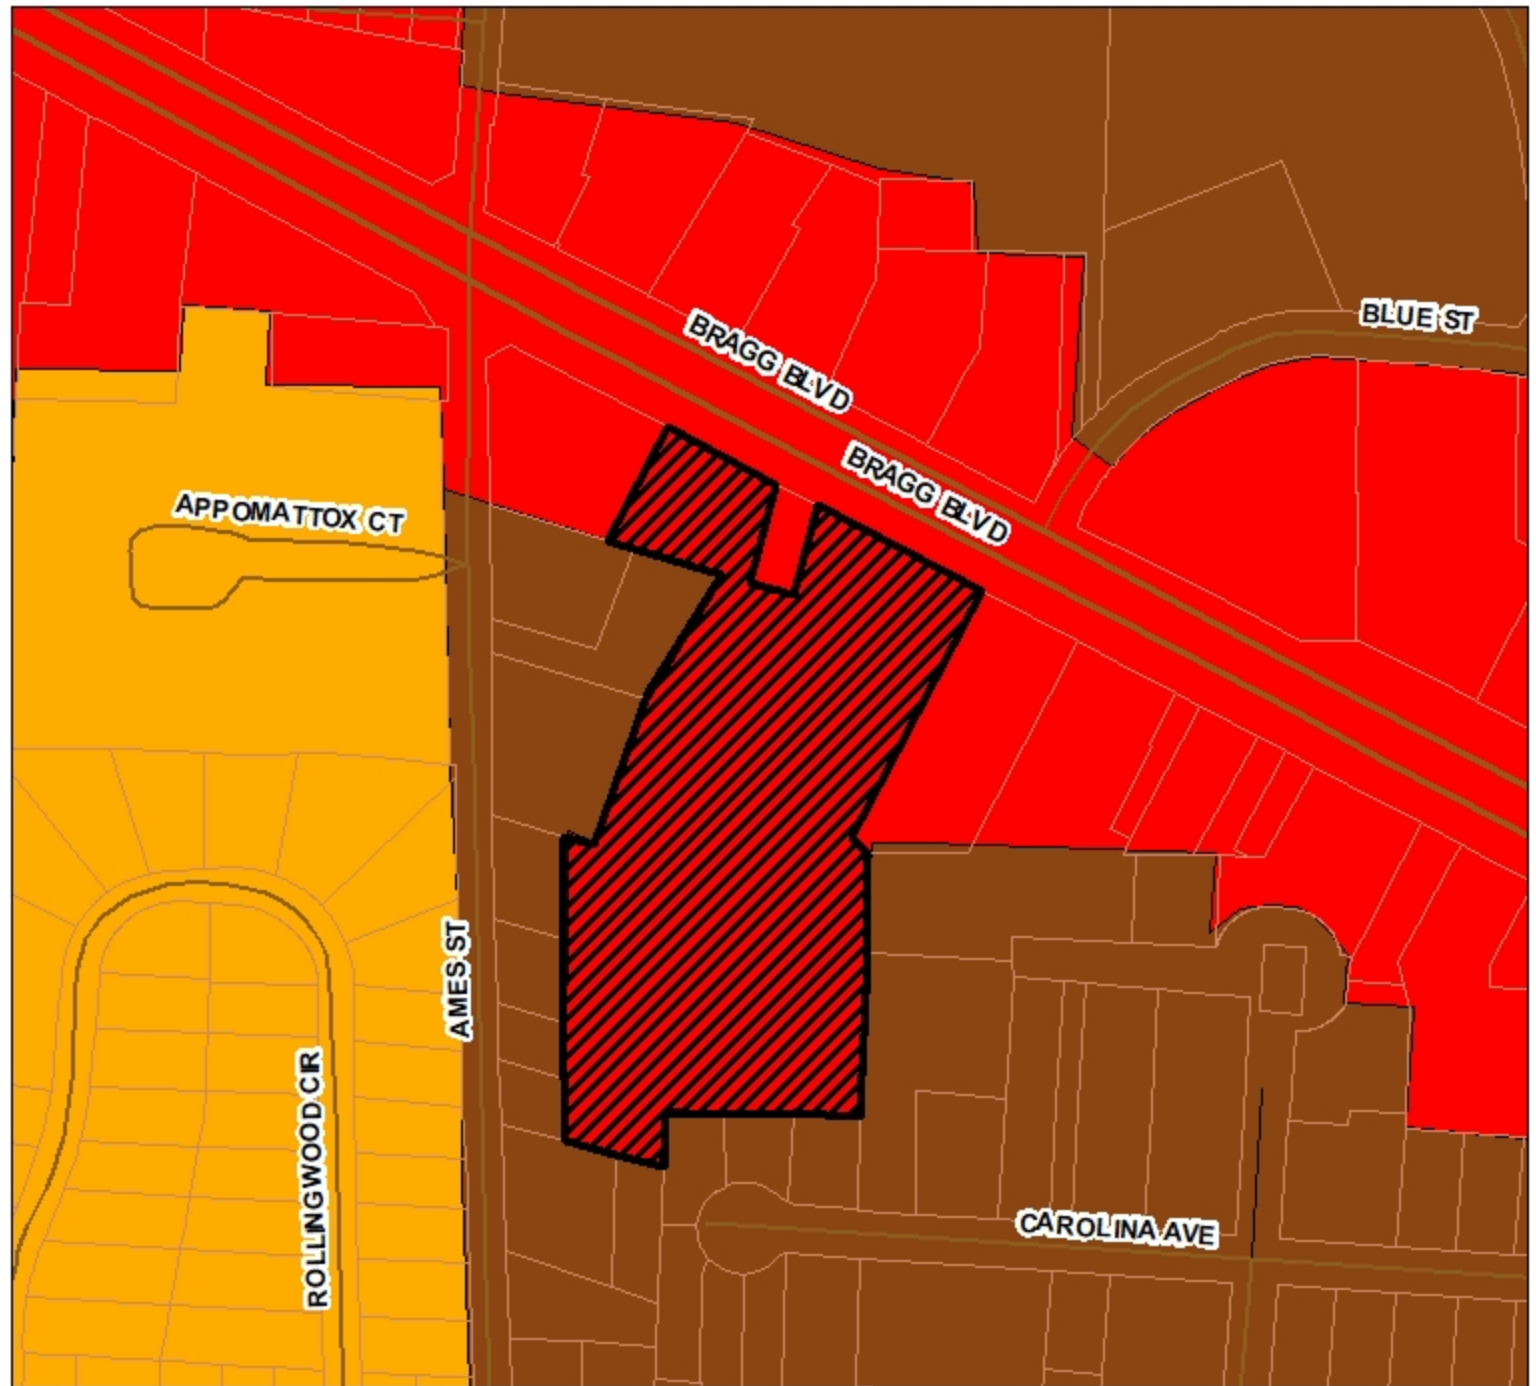 BLUE ST
BRAGG BLVD
BRAGG BLVD
APPOMATTOX CT
AMES ST
ROLLINGWOOD CIR
CAROLINA AVE